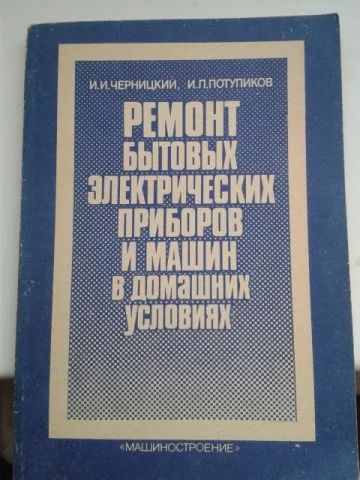 И.И.ЧЕРНИЦКИЙ, И.П.ПОТУПИКОВ
РЕМОНТ
БЫТОВЫХ
ЭЛЕКТРИЧЕСКИХ
ПРИБОРОВ
И МАШИН
В ДОМАШНИХ
УСЛОВИЯХ
«МАШИНОСТРОЕНИЕ»